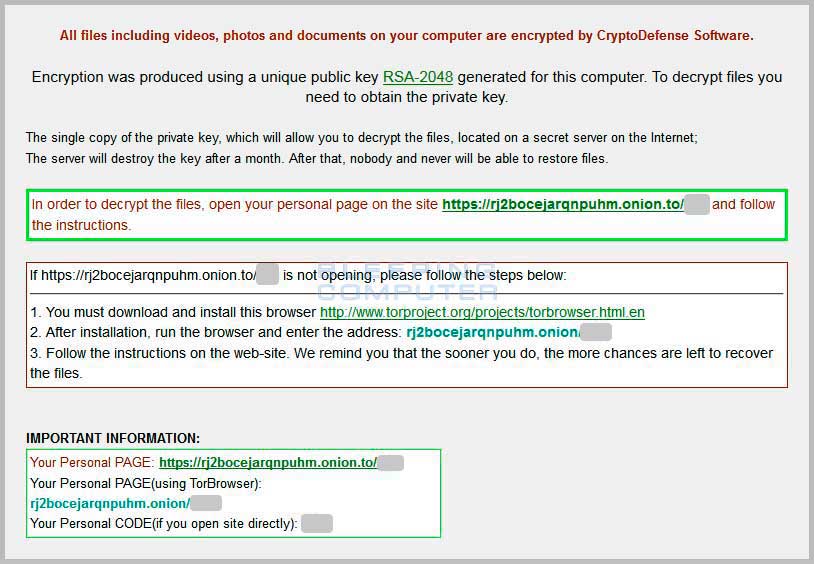 All files including videos, photos and documents on your computer are encrypted by CryptoDefense Software.
Encryption was produced using a unique public key RSA-2048 generated for this computer. To decrypt files you
need to obtain the private key.
The single copy of the private key, which will allow you to decrypt the files, located on a secret server on the Internet;
The server will destroy the key after a month. After that, nobody and never will be able to restore files.
In order to decrypt the files, open your personal page on the site https://rj2bocejarqnpuhm.onion.to/ and follow
the instructions.
If https://rj2bocejarqnpuhm.onion.to/ is not opening, please follow the steps below:
BLEEPING
COMPUTER
1. You must download and install this browser http://www.torproject.org/projects/torbrowser.html.en
2. After installation, run the browser and enter the address: rj2bocejarqnpuhm.onion/
3. Follow the instructions on the web-site. We remind you that the sooner you do, the more chances are left to recover
the files.
IMPORTANT INFORMATION:
Your Personal PAGE: https://rj2bocejarqnpuhm.onion.to/
Your Personal PAGE(using TorBrowser):
rj2bocejarqnpuhm.onion/
Your Personal CODE(if you open site directly):